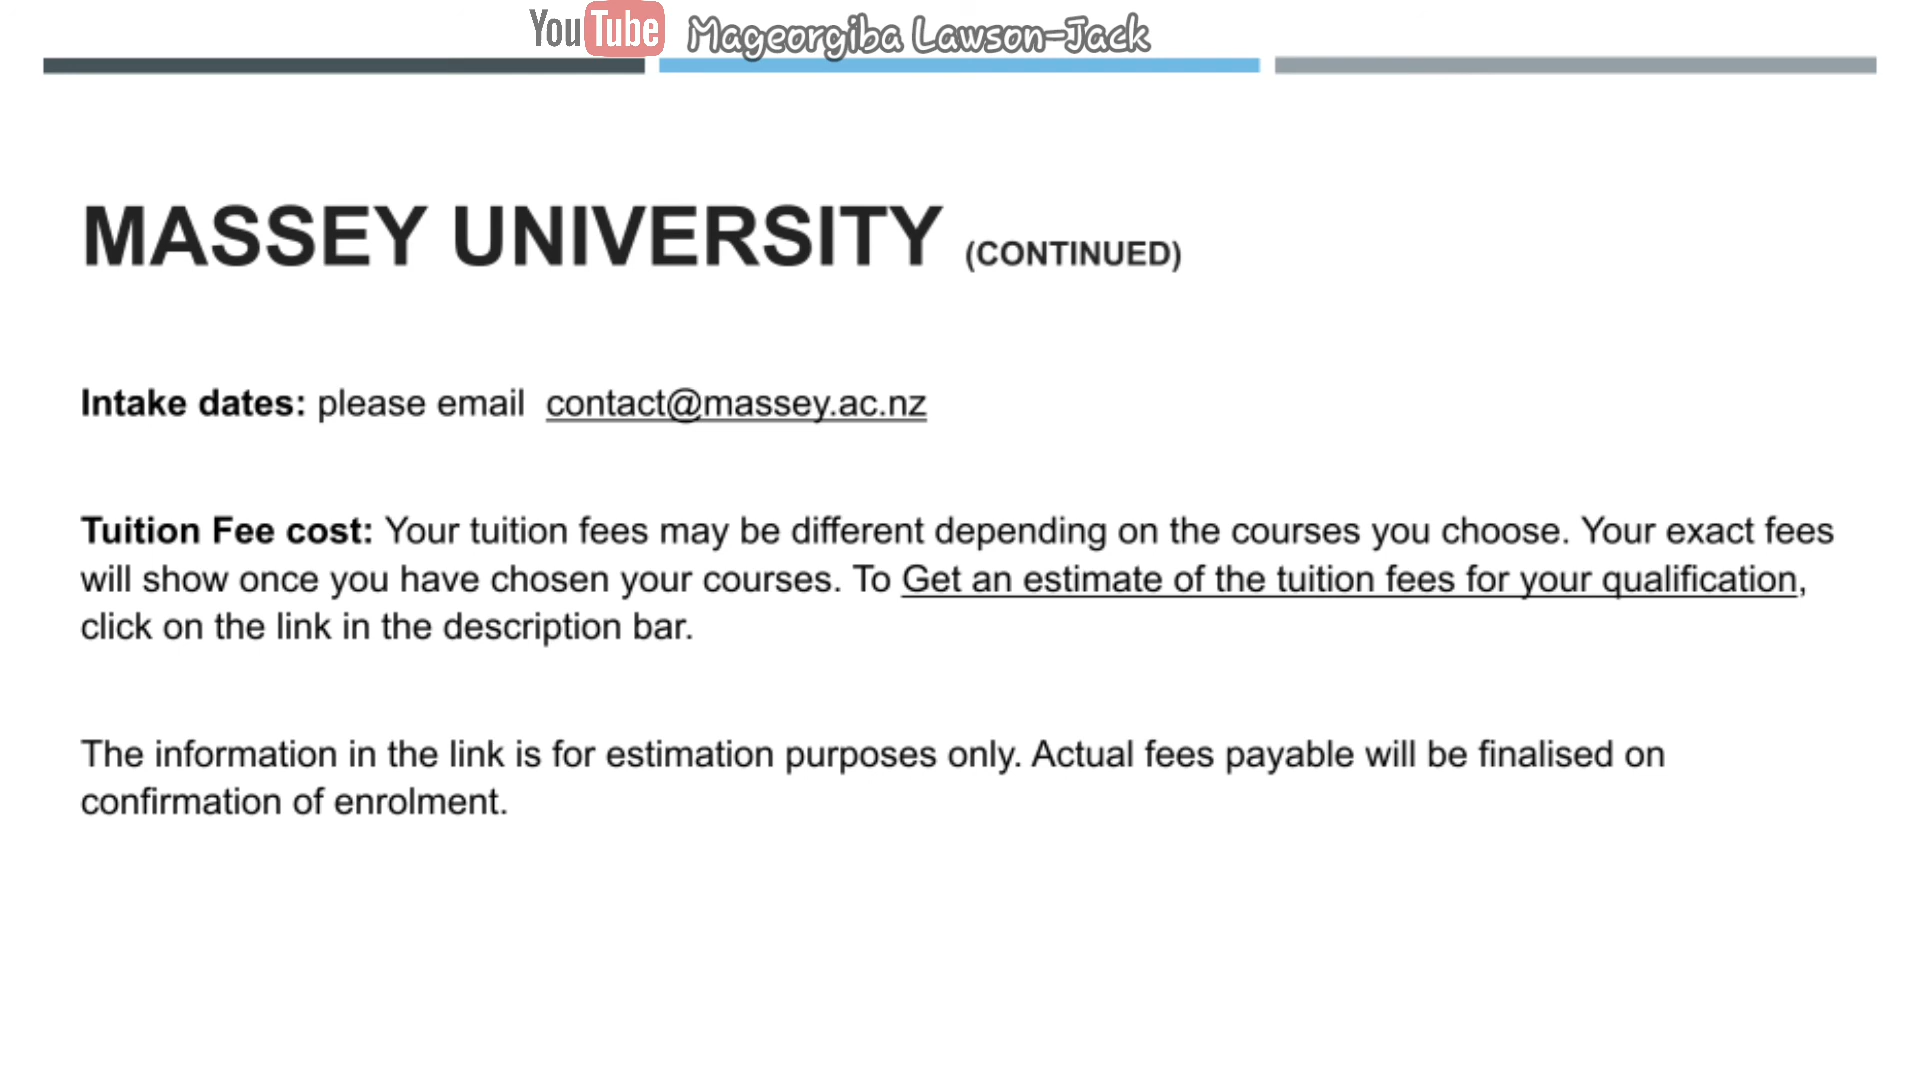 YouTube Mageorgiba Lawson-Jack
MASSEY UNIVERSITY (CONTINUED)
Intake dates: please email contact@massey.ac.nz
Tuition Fee cost: Your tuition fees may be different depending on the courses you choose. Your exact fees
will show once you have chosen your courses. To Get an estimate of the tuition fees for your qualification,
click on the link in the description bar.
The information in the link is for estimation purposes only. Actual fees payable will be finalised on
confirmation of enrolment.